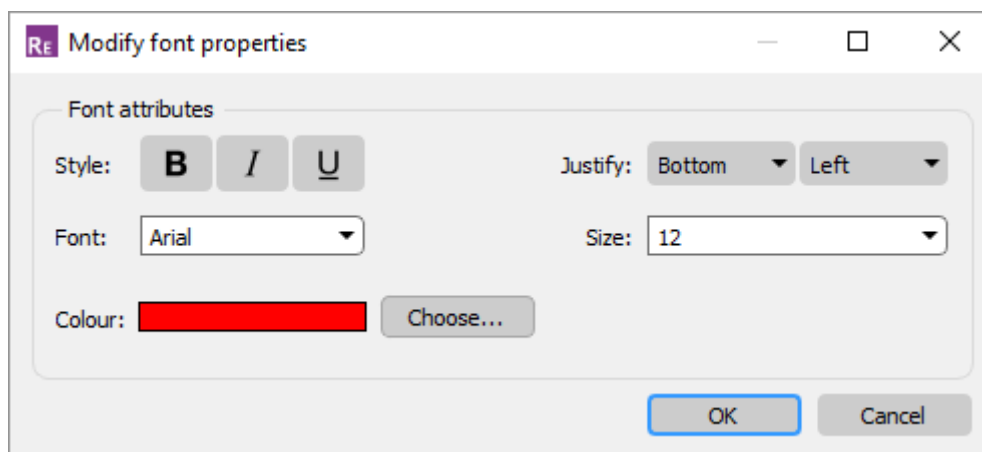 RE Modify font properties
Font attributes
Style: B I U Justify: Bottom Left
Font: Arial Size: 12
Colour: Choose...
OK Cancel